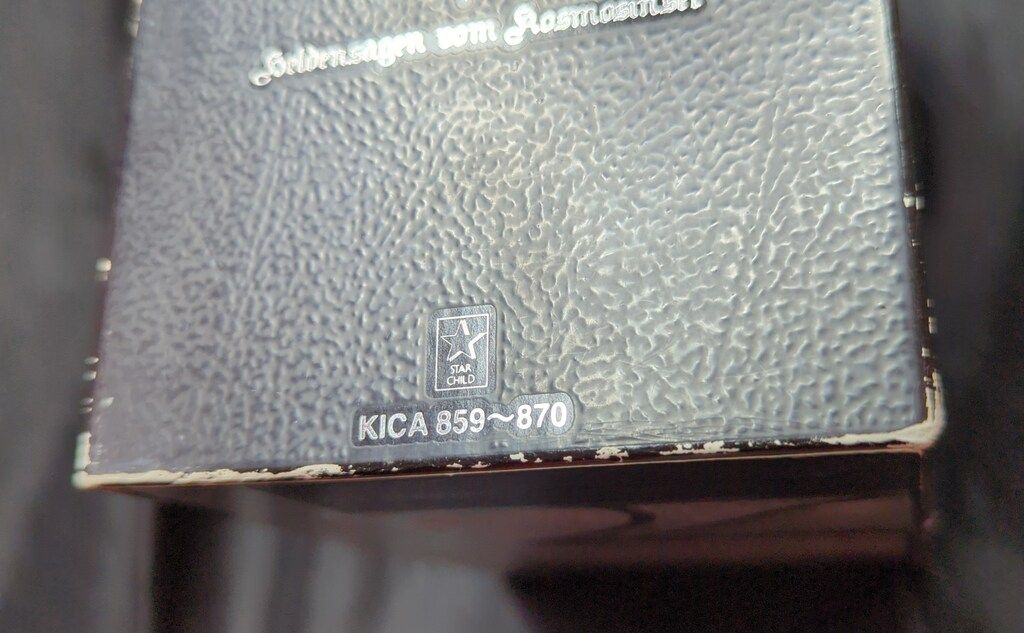 Heldensagen vom Kosmosinsel
STAR
CHILD
KICA 859～870